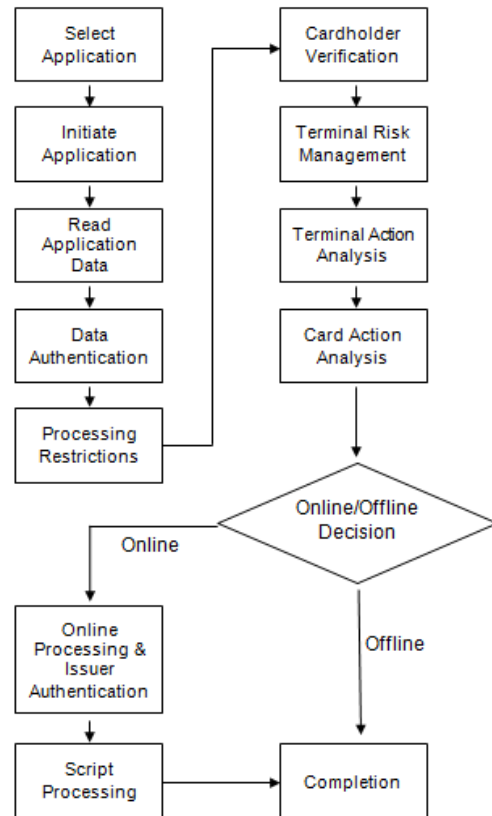 Select
Application
Initiate
Application
Read
Application
Data
Data
Authentication
Processing
Restrictions
Cardholder
Verification
Terminal Risk
Management
Terminal Action
Analysis
Card Action
Analysis
Online/Offline
Decision
Online
Offline
Online
Processing &
Issuer
Authentication
Script
Processing
Completion